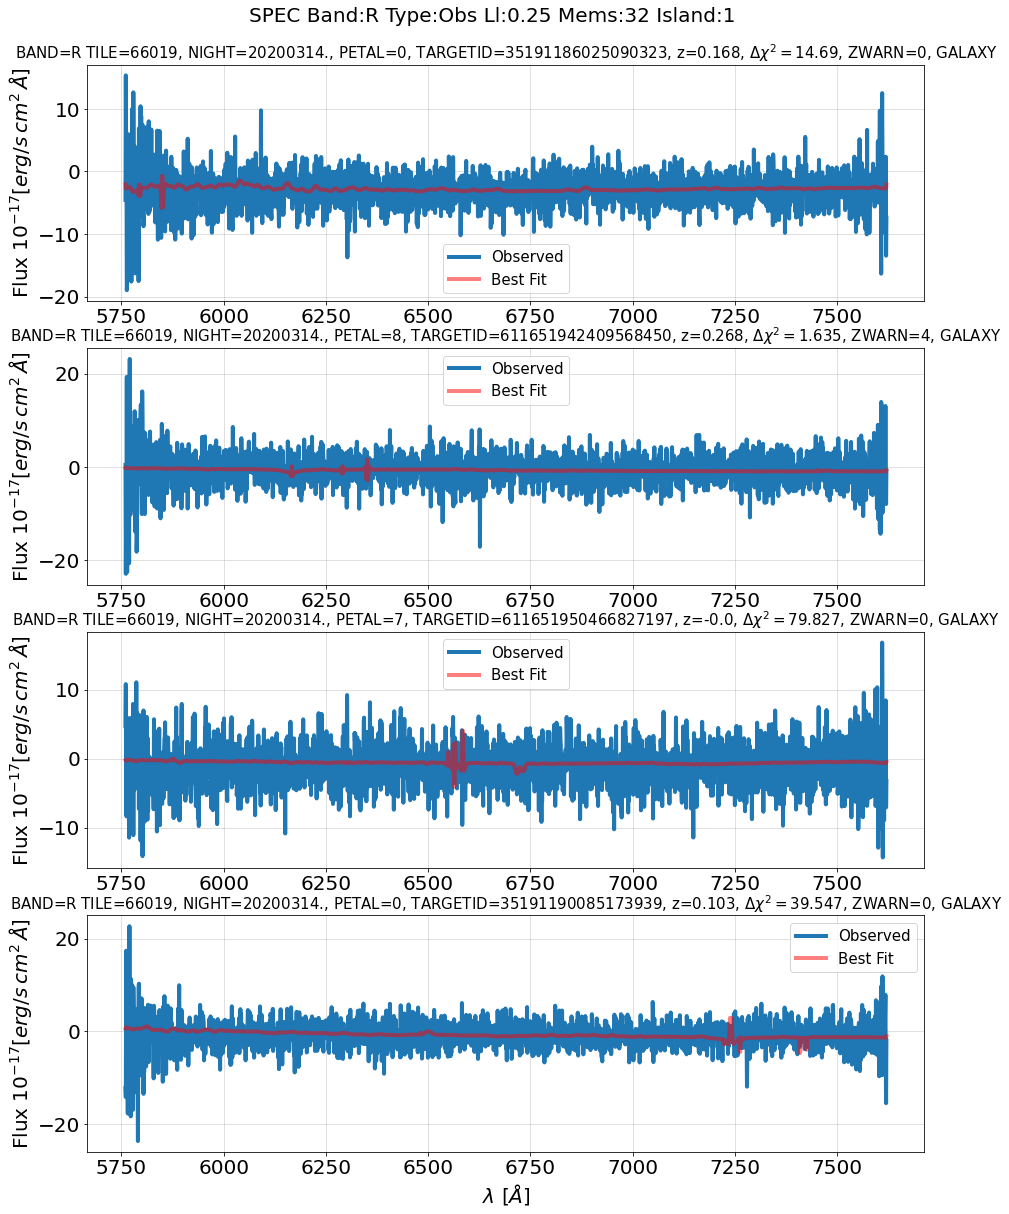 SPEC Band:R Type:Obs Ll:0.25 Mems:32 Island:1
BAND=R TILE=66019, NIGHT=20200314., PETAL=0, TARGETID=35191186025090323, z=0.168, Δχ² = 14.69, ZWARN=0, GALAXY
Flux 10⁻¹⁷[erg/s cm² Å]
10
0
−10
−20
Observed
Best Fit
5750 6000 6250 6500 6750 7000 7250 7500
BAND=R TILE=66019, NIGHT=20200314., PETAL=8, TARGETID=611651942409568450, z=0.268, Δχ² = 1.635, ZWARN=4, GALAXY
Flux 10⁻¹⁷[erg/s cm² Å]
20
0
−20
Observed
Best Fit
5750 6000 6250 6500 6750 7000 7250 7500
BAND=R TILE=66019, NIGHT=20200314., PETAL=7, TARGETID=611651950466827197, z=-0.0, Δχ² = 79.827, ZWARN=0, GALAXY
Flux 10⁻¹⁷[erg/s cm² Å]
10
0
−10
Observed
Best Fit
5750 6000 6250 6500 6750 7000 7250 7500
BAND=R TILE=66019, NIGHT=20200314., PETAL=0, TARGETID=35191190085173939, z=0.103, Δχ² = 39.547, ZWARN=0, GALAXY
Flux 10⁻¹⁷[erg/s cm² Å]
20
0
−20
Observed
Best Fit
5750 6000 6250 6500 6750 7000 7250 7500
λ [Å]